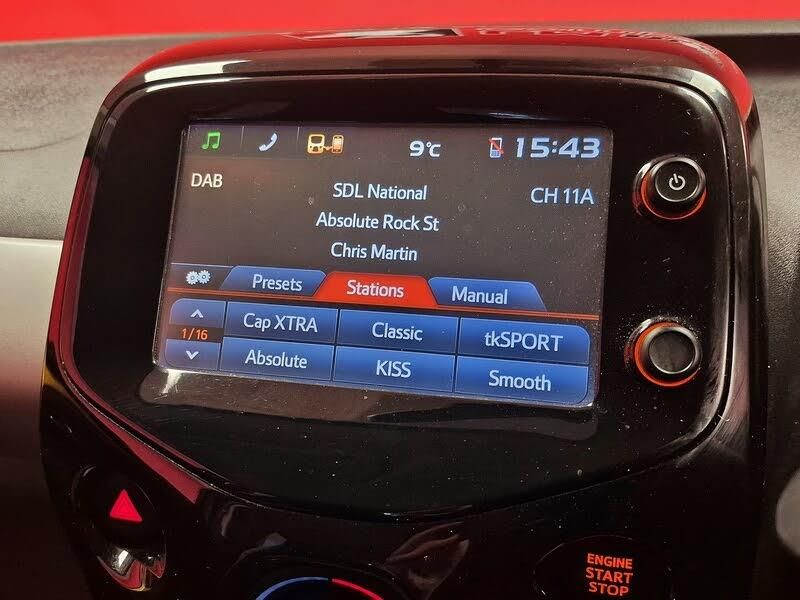 9°C 15:43
DAB SDL National CH 11A
Absolute Rock St
Chris Martin
Presets Stations Manual
Cap XTRA Classic tkSPORT
1/16
Absolute KISS Smooth
ENGINE
START
STOP